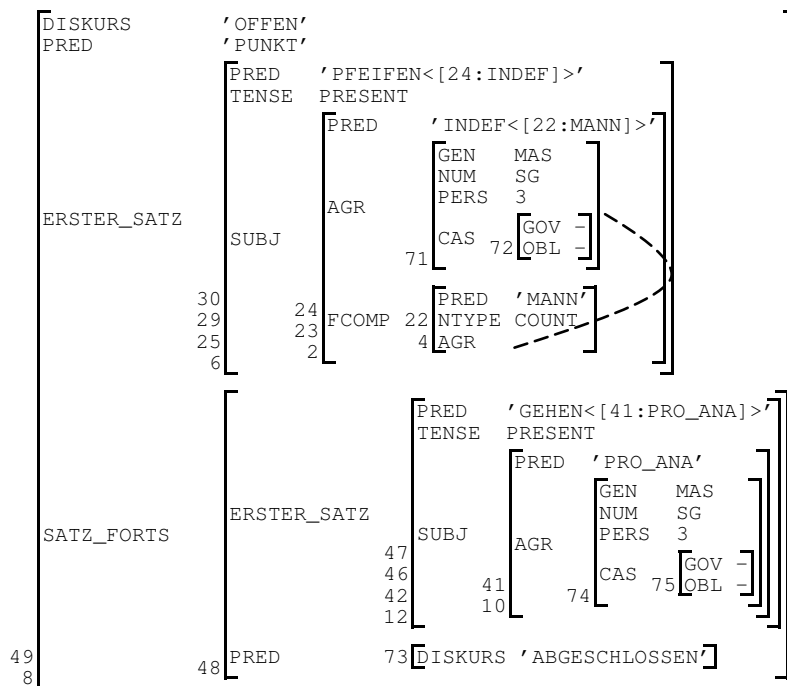 DISKURS 'OFFEN'
PRED 'PUNKT'
PRED 'PFEIFEN<[24:INDEF]>'
TENSE PRESENT
PRED 'INDEF<[22:MANN]>'
GEN MAS
NUM SG
PERS 3
AGR
ERSTER_SATZ
GOV -
SUBJ CAS 72 OBL -
71
30 PRED 'MANN'
29 24 FCOMP 22 NTYPE COUNT
25 23 4 AGR
6 2
PRED 'GEHEN<[41:PRO_ANA]>'
TENSE PRESENT
PRED 'PRO_ANA'
GEN MAS
ERSTER_SATZ NUM SG
SATZ_FORTS SUBJ PERS 3
AGR
47 GOV -
46 CAS 75 OBL -
42 41 74
12 10
49 48 PRED 73 DISKURS 'ABGESCHLOSSEN'
8